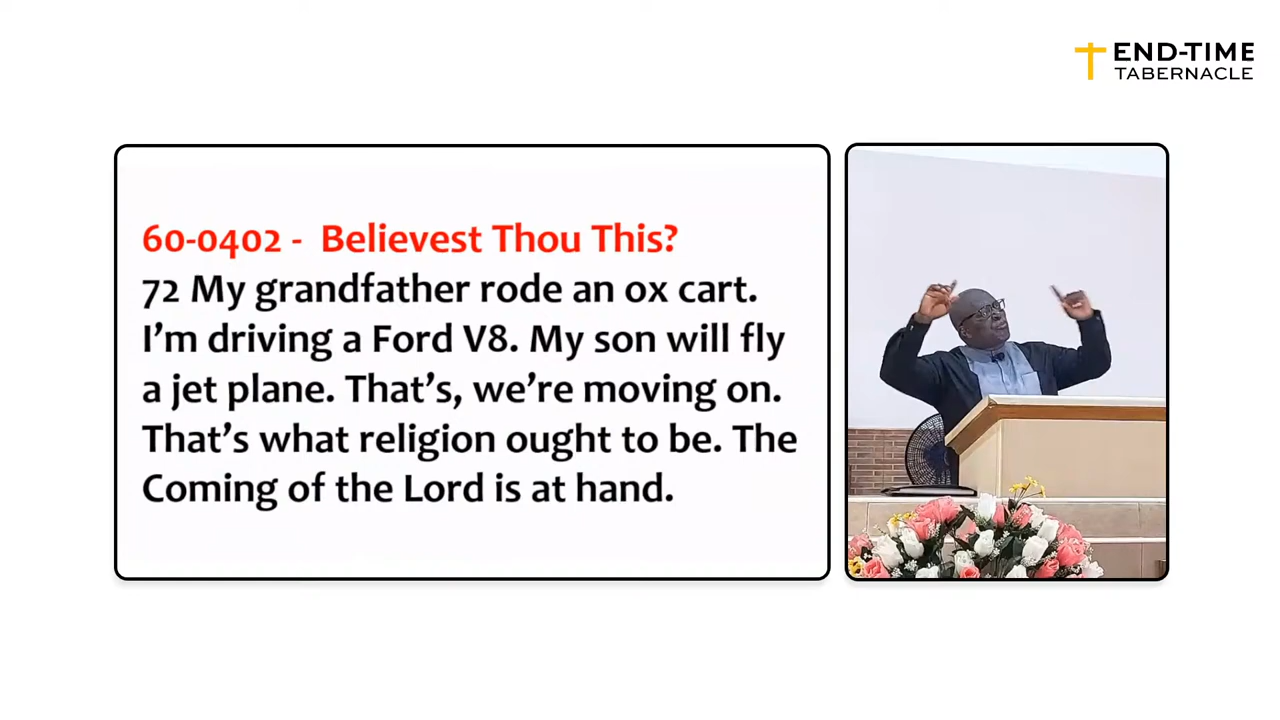 END-TIME
TABERNACLE
60-0402 - Believest Thou This?
72 My grandfather rode an ox cart.
I'm driving a Ford V8. My son will fly
a jet plane. That's, we're moving on.
That's what religion ought to be. The
Coming of the Lord is at hand.